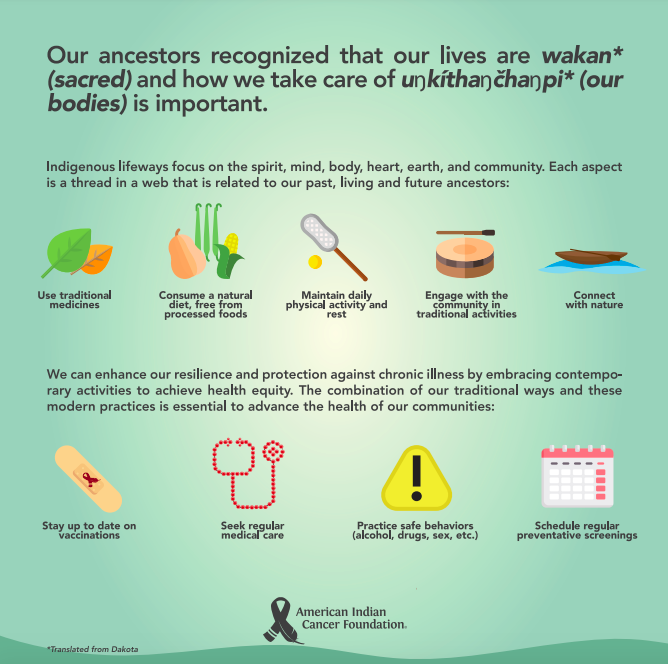 Our ancestors recognized that our lives are wakan*
(sacred) and how we take care of uŋkíthaŋčhaŋpi* (our
bodies) is important.
Indigenous lifeways focus on the spirit, mind, body, heart, earth, and community. Each aspect
is a thread in a web that is related to our past, living and future ancestors:
Use traditional
medicines
Consume a natural
diet, free from
processed foods
Maintain daily
physical activity and
rest
Engage with the
community in
traditional activities
Connect
with nature
We can enhance our resilience and protection against chronic illness by embracing contempo-
rary activities to achieve health equity. The combination of our traditional ways and these
modern practices is essential to advance the health of our communities:
Stay up to date on
vaccinations
Seek regular
medical care
Practice safe behaviors
(alcohol, drugs, sex, etc.)
Schedule regular
preventative screenings
American Indian
Cancer Foundation.
*Translated from Dakota